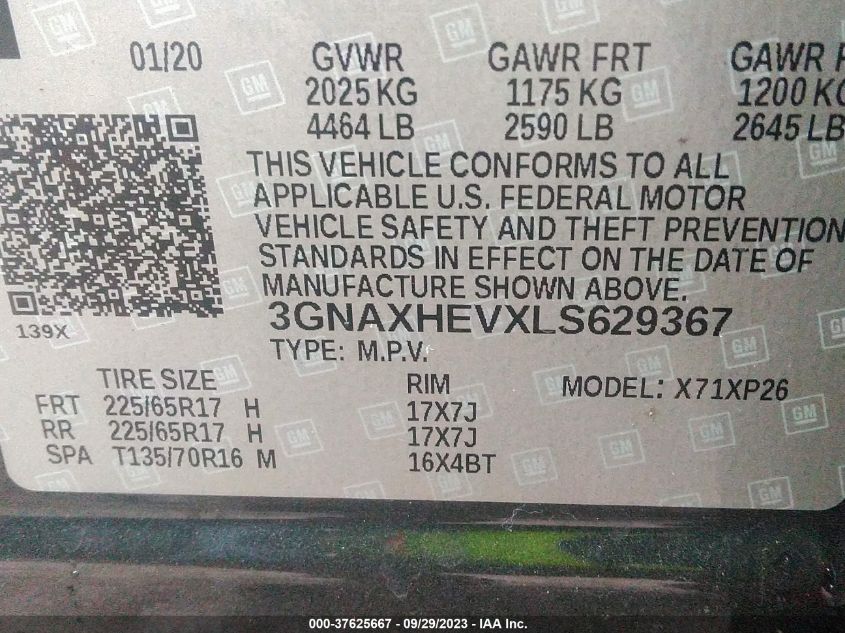 01/20 GVWR GAWR FRT GAWR
2025 KG 1175 KG 1200 KG
4464 LB 2590 LB 2645 LB
THIS VEHICLE CONFORMS TO ALL
APPLICABLE U.S. FEDERAL MOTOR
VEHICLE SAFETY AND THEFT PREVENTION
STANDARDS IN EFFECT ON THE DATE OF
MANUFACTURE SHOWN ABOVE.
139X
3GNAXHEVXLS629367
TYPE: M.P.V.
TIRE SIZE RIM MODEL: X71XP26
FRT 225/65R17 H 17X7J
RR 225/65R17 H 17X7J
SPA T135/70R16 M 16X4BT
000-37625667 - 09/29/2023 - IAA Inc.